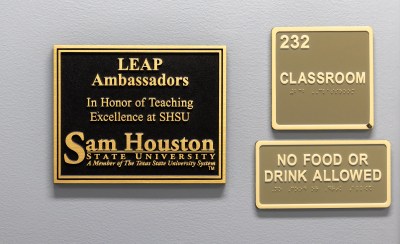 LEAP
Ambassadors
In Honor of Teaching
Excellence at SHSU
Sam Houston
STATE UNIVERSITY
A Member of The Texas State University System
TM
232
CLASSROOM
NO FOOD OR
DRINK ALLOWED